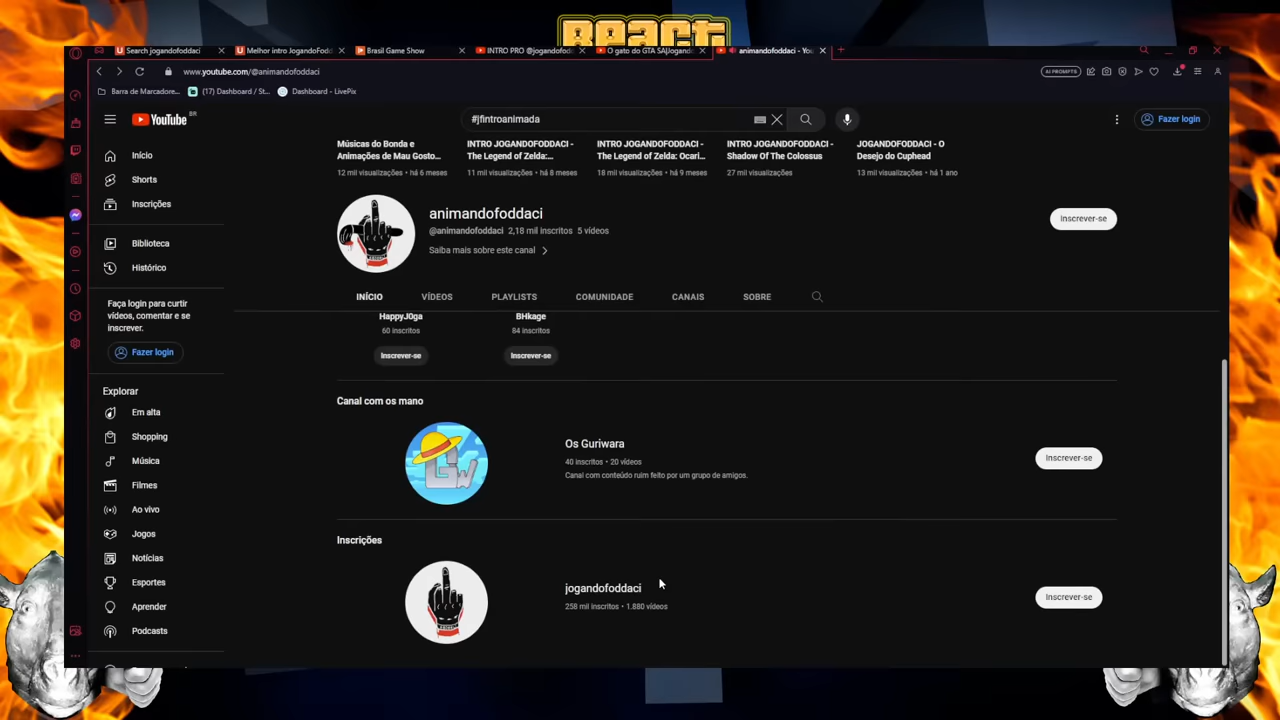 React
Search jogandofoddaci
Melhor intro JogandoFodd
Brasil Game Show
INTRO PRO @jogandofodd
O gato do GTA SA|Jogand
animandofoddaci - You
www.youtube.com/@animandofoddaci
AI PROMPTS
Barra de Marcadore...
(17) Dashboard / St...
Dashboard - LivePix
YouTube BR
#jfintroanimada
Fazer login
Início
Shorts
Inscrições
Biblioteca
Histórico
Faça login para curtir
vídeos, comentar e se
inscrever.
Fazer login
Explorar
Em alta
Shopping
Música
Filmes
Ao vivo
Jogos
Notícias
Esportes
Aprender
Podcasts
Músicas do Bonda e
Animações de Mau Gosto...
12 mil visualizações • há 6 meses
INTRO JOGANDOFODDACI -
The Legend of Zelda:...
11 mil visualizações • há 8 meses
INTRO JOGANDOFODDACI -
The Legend of Zelda: Ocari...
18 mil visualizações • há 9 meses
INTRO JOGANDOFODDACI -
Shadow Of The Colossus
27 mil visualizações
JOGANDOFODDACI - O
Desejo do Cuphead
13 mil visualizações • há 1 ano
animandofoddaci
@animandofoddaci 2,18 mil inscritos 5 vídeos
Saiba mais sobre este canal
Inscrever-se
INÍCIO
VÍDEOS
PLAYLISTS
COMUNIDADE
CANAIS
SOBRE
HappyJ0ga
60 inscritos
Inscrever-se
BHkage
84 inscritos
Inscrever-se
Canal com os mano
Gw
Os Guriwara
40 inscritos • 20 vídeos
Canal com conteúdo ruim feito por um grupo de amigos.
Inscrever-se
Inscrições
jogandofoddaci
258 mil inscritos • 1.880 vídeos
Inscrever-se